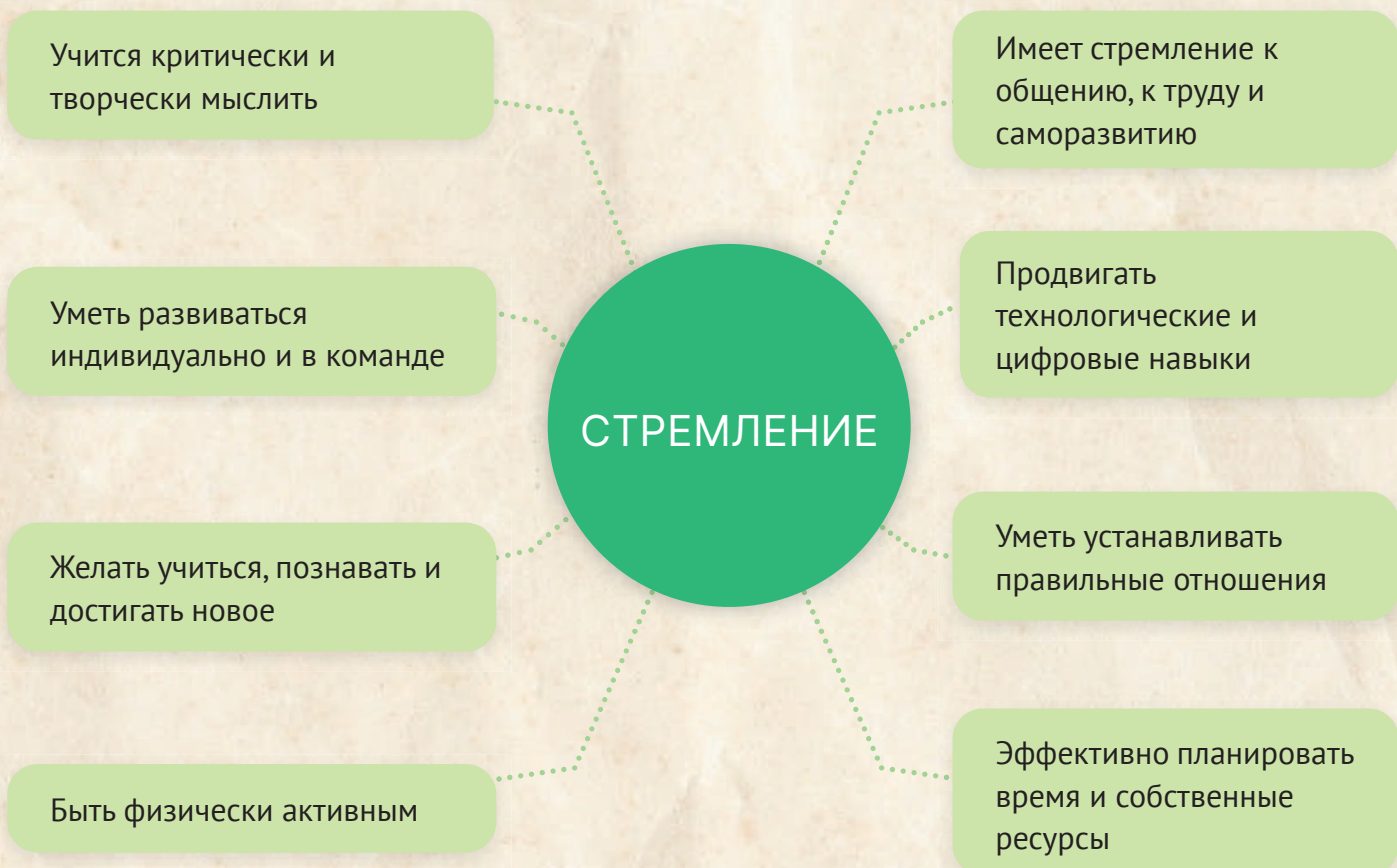 Учится критически и
творчески мыслить
Имеет стремление к
общению, к труду и
саморазвитию
Уметь развиваться
индивидуально и в команде
Продвигать
технологические и
цифровые навыки
СТРЕМЛЕНИЕ
Желать учиться, познавать и
достигать новое
Уметь устанавливать
правильные отношения
Быть физически активным
Эффективно планировать
время и собственные
ресурсы